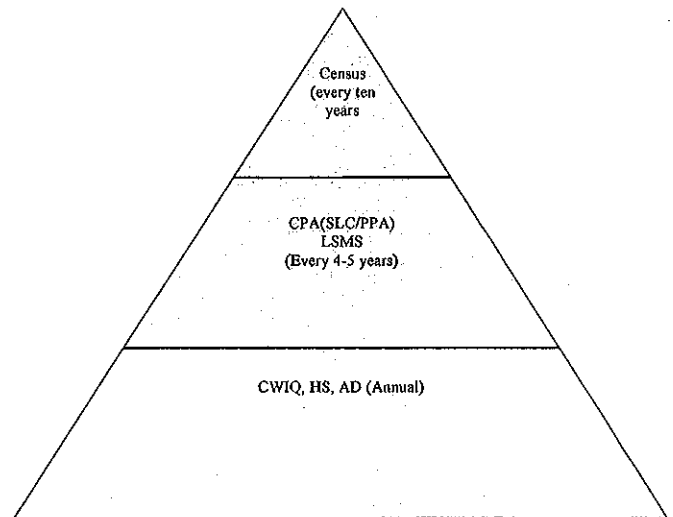 Census
(every ten
years
CPA(SLC/PPA)
LSMS
(Every 4-5 years)
CWIQ, HS, AD (Annual)